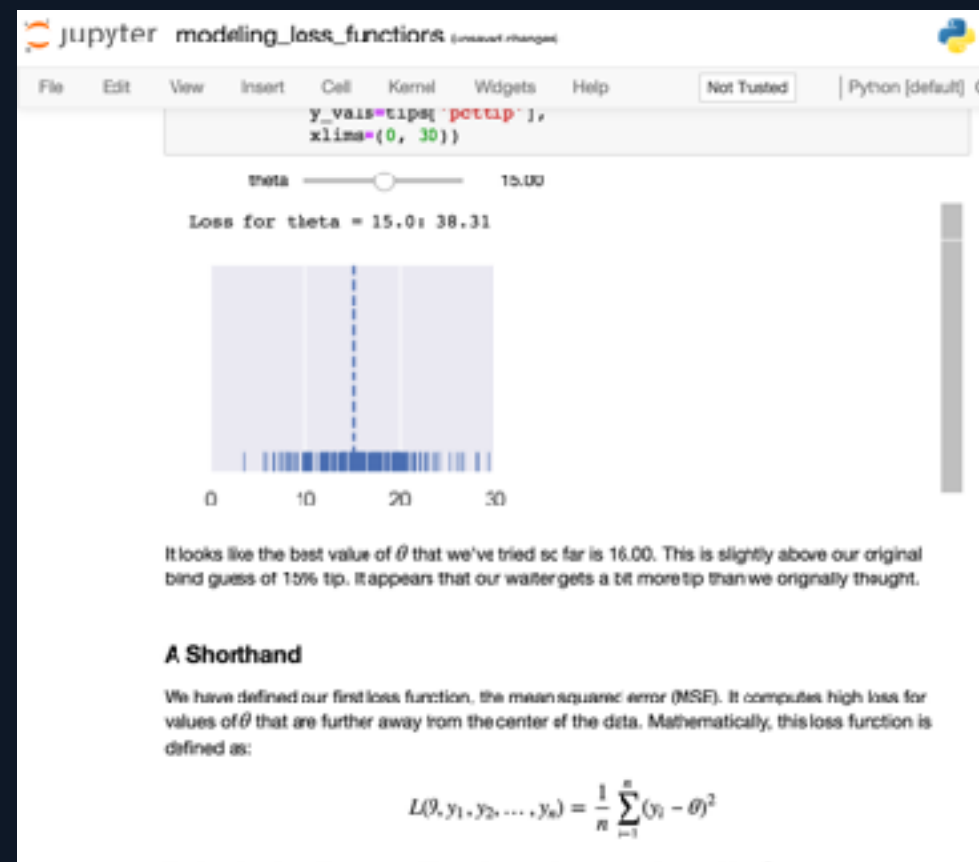 jupyter modeling_loss_functions (unsaved changes)
File Edit View Insert Cell Kernel Widgets Help Not Trusted Python [default]
y_vals=tips['pcttip'],
xlims=(0, 30))
theta 15.00
Loss for theta = 15.0: 38.31
0 10 20 30
It looks like the best value of θ that we've tried so far is 16.00. This is slightly above our original
blind guess of 15% tip. It appears that our waiter gets a bit more tip than we orignally thought.
A Shorthand
We have defined our first loss function, the mean squared error (MSE). It computes high loss for
values of θ that are further away from the center of the data. Mathematically, this loss function is
defined as:
L(θ, y₁, y₂, … , yₙ) = 1/n ∑ⁿᵢ₌₁ (yᵢ − θ)²